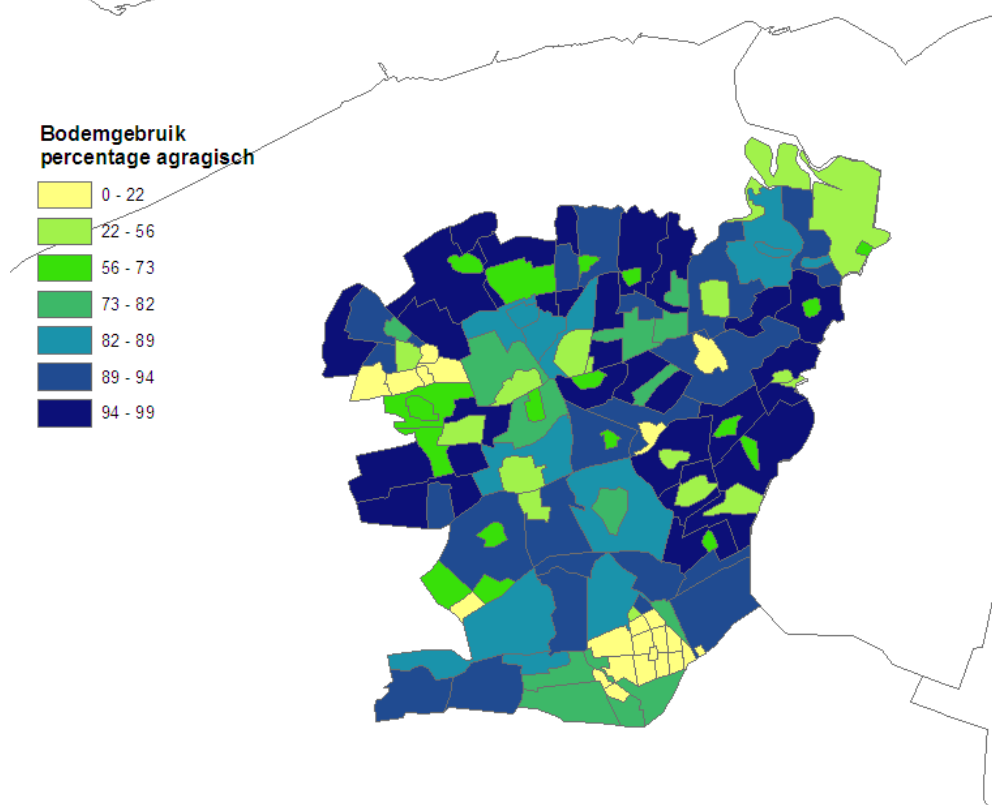 Bodemgebruik
percentage agragisch
0 - 22
22 - 56
56 - 73
73 - 82
82 - 89
89 - 94
94 - 99